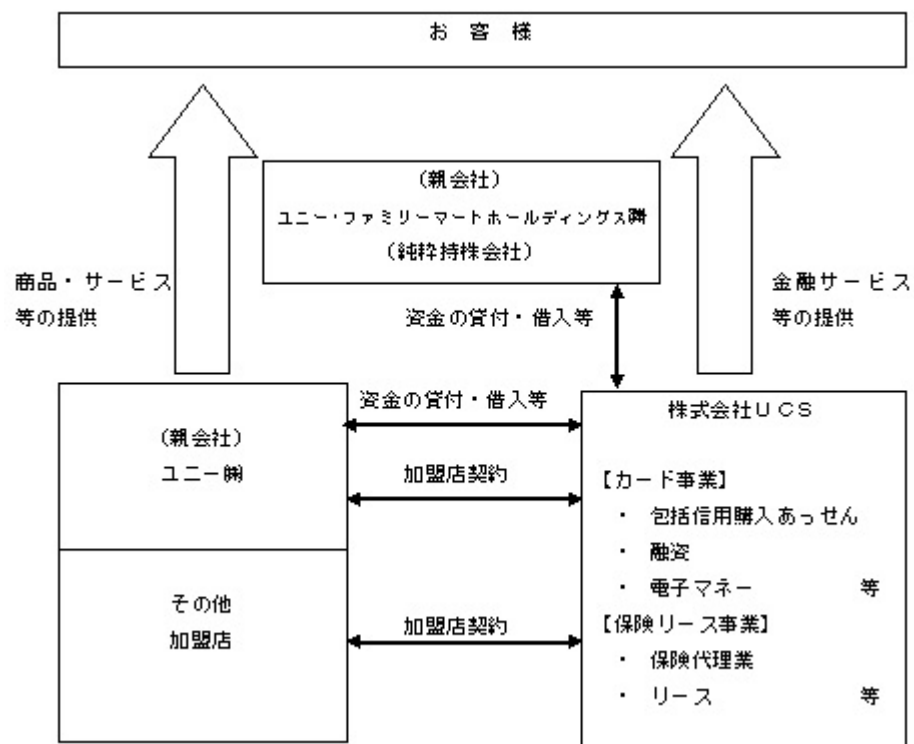 お 客 様
(親会社)
ユニー・ファミリーマートホールディングス㈱
(純粋持株会社)
商品・サービス
等の提供
資金の貸付・借入等
金融サービス
等の提供
資金の貸付・借入等
(親会社)
ユニー㈱
加盟店契約
その他
加盟店
加盟店契約
株式会社UCS
【カード事業】
・ 包括信用購入あっせん
・ 融資
・ 電子マネー 等
【保険リース事業】
・ 保険代理業
・ リース 等